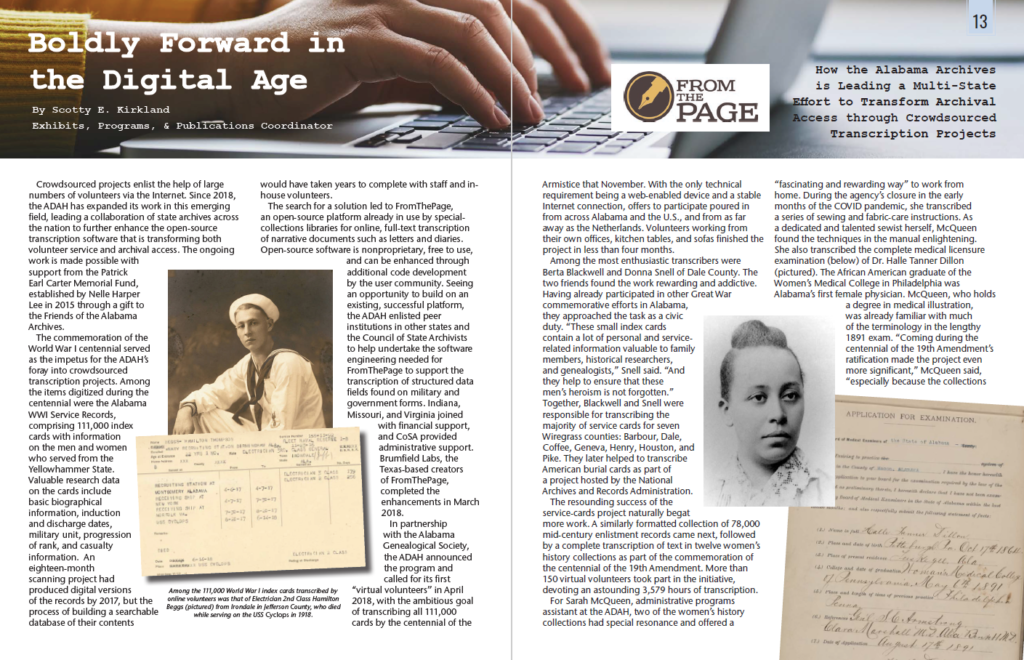 13
Boldly Forward in
the Digital Age
By Scotty E. Kirkland
Exhibits, Programs, & Publications Coordinator
FROM
THE
PAGE
How the Alabama Archives
is Leading a Multi-State
Effort to Transform Archival
Access through Crowdsourced
Transcription Projects
Crowdsourced projects enlist the help of large
numbers of volunteers via the Internet. Since 2018,
the ADAH has expanded its work in this emerging
field, leading a collaboration of state archives across
the nation to further enhance the open-source
transcription software that is transforming both
volunteer service and archival access. The ongoing
work is made possible with
support from the Patrick
Earl Carter Memorial Fund,
established by Nelle Harper
Lee in 2015 through a gift to
the Friends of the Alabama
Archives.
The commemoration of the
World War I centennial served
as the impetus for the ADAH’s
foray into crowdsourced
transcription projects. Among
the items digitized during the
centennial were the Alabama
WWI Service Records,
comprising 111,000 index
cards with information
on the men and women
who served from the
Yellowhammer State.
Valuable research data
on the cards include
basic biographical
information, induction
and discharge dates,
military unit, progression
of rank, and casualty
information. An
eighteen-month
scanning project had
produced digital versions
of the records by 2017, but the
process of building a searchable
database of their contents
would have taken years to complete with staff and in-
house volunteers.
The search for a solution led to FromThePage,
an open-source platform already in use by special-
collections libraries for online, full-text transcription
of narrative documents such as letters and diaries.
Open-source software is nonproprietary, free to use,
and can be enhanced through
additional code development
by the user community. Seeing
an opportunity to build on an
existing, successful platform,
the ADAH enlisted peer
institutions in other states and
the Council of State Archivists
to help undertake the software
engineering needed for
FromThePage to support the
transcription of structured data
fields found on military and
government forms. Indiana,
Missouri, and Virginia joined
with financial support,
and CoSA provided
administrative support.
Brumfield Labs, the
Texas-based creators
of FromThePage,
completed the
enhancements in March
2018.
In partnership
with the Alabama
Genealogical Society,
the ADAH announced
the program and
called for its first
“virtual volunteers” in April
2018, with the ambitious goal
of transcribing all 111,000
cards by the centennial of the
Among the 111,000 World War I index cards transcribed by
online volunteers was that of Electrician 2nd Class Hamilton
Beggs (pictured) from Irondale in Jefferson County, who died
while serving on the USS Cyclops in 1918.
Armistice that November. With the only technical
requirement being a web-enabled device and a stable
Internet connection, offers to participate poured in
from across Alabama and the U.S., and from as far
away as the Netherlands. Volunteers working from
their own offices, kitchen tables, and sofas finished the
project in less than four months.
Among the most enthusiastic transcribers were
Berta Blackwell and Donna Snell of Dale County. The
two friends found the work rewarding and addictive.
Having already participated in other Great War
commemorative efforts in Alabama,
they approached the task as a civic
duty. “These small index cards
contain a lot of personal and service-
related information valuable to family
members, historical researchers,
and genealogists,” Snell said. “And
they help to ensure that these
men’s heroism is not forgotten.”
Together, Blackwell and Snell were
responsible for transcribing the
majority of service cards for seven
Wiregrass counties: Barbour, Dale,
Coffee, Geneva, Henry, Houston, and
Pike. They later helped to transcribe
American burial cards as part of
a project hosted by the National
Archives and Records Administration.
The resounding success of the
service-cards project naturally begat
more work. A similarly formatted collection of 78,000
mid-century enlistment records came next, followed
by a complete transcription of text in twelve women’s
history collections as part of the commemoration of
the centennial of the 19th Amendment. More than
150 virtual volunteers took part in the initiative,
devoting an astounding 3,579 hours of transcription.
For Sarah McQueen, administrative programs
assistant at the ADAH, two of the women’s history
collections had special resonance and offered a
“fascinating and rewarding way” to work from
home. During the agency’s closure in the early
months of the COVID pandemic, she transcribed
a series of sewing and fabric-care instructions. As
a dedicated and talented sewist herself, McQueen
found the techniques in the manual enlightening.
She also transcribed the complete medical licensure
examination (below) of Dr. Halle Tanner Dillon
(pictured). The African American graduate of the
Women’s Medical College in Philadelphia was
Alabama’s first female physician. McQueen, who holds
a degree in medical illustration,
was already familiar with much
of the terminology in the lengthy
1891 exam. “Coming during the
centennial of the 19th Amendment’s
ratification made the project even
more significant,” McQueen said,
“especially because the collections
APPLICATION FOR EXAMINATION.